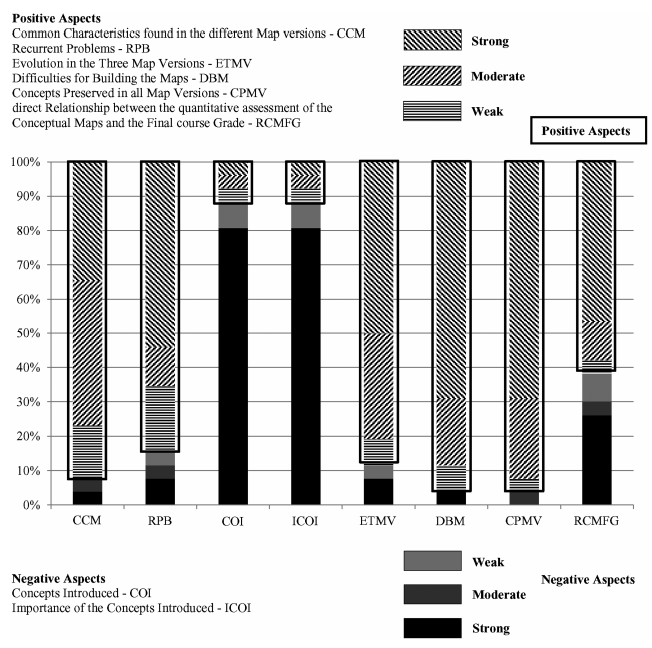 Positive Aspects
Common Characteristics found in the different Map versions - CCM
Recurrent Problems - RPB
Evolution in the Three Map Versions - ETMV
Difficulties for Building the Maps - DBM
Concepts Preserved in all Map Versions - CPMV
direct Relationship between the quantitative assessment of the
Conceptual Maps and the Final course Grade - RCMFG
Strong
Moderate
Weak
Positive Aspects
100%
90%
80%
70%
60%
50%
40%
30%
20%
10%
0%
CCM RPB COI ICOI ETMV DBM CPMV RCMFG
Negative Aspects
Concepts Introduced - COI
Importance of the Concepts Introduced - ICOI
Weak
Moderate
Strong
Negative Aspects